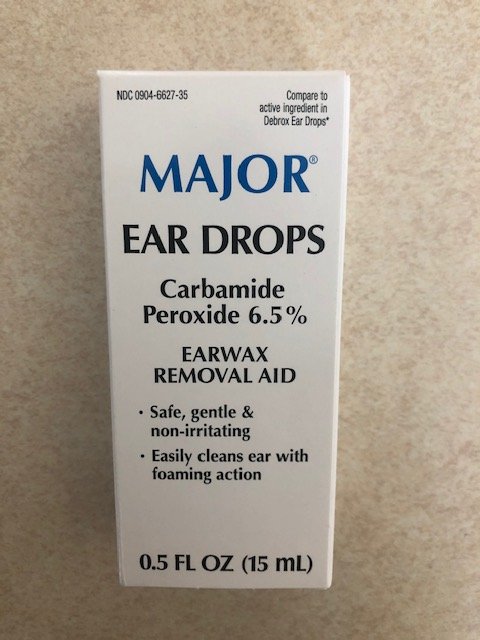 NDC 0904-6627-35
Compare to
active ingredient in
Debrox Ear Drops*
MAJOR®
EAR DROPS
Carbamide
Peroxide 6.5%
EARWAX
REMOVAL AID
• Safe, gentle &
non-irritating
• Easily cleans ear with
foaming action
0.5 FL OZ (15 mL)